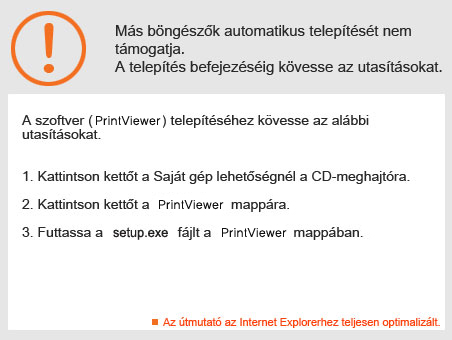 Más böngészők automatikus telepítését nem
támogatja.
A telepítés befejezéséig kövesse az utasításokat.
A szoftver (PrintViewer) telepítéséhez kövesse az alábbi
utasításokat.
1. Kattintson kettőt a Saját gép lehetőségnél a CD-meghajtóra.
2. Kattintson kettőt a PrintViewer mappára.
3. Futtassa a setup.exe fájlt a PrintViewer mappában.
Az útmutató az Internet Explorerhez teljesen optimalizált.